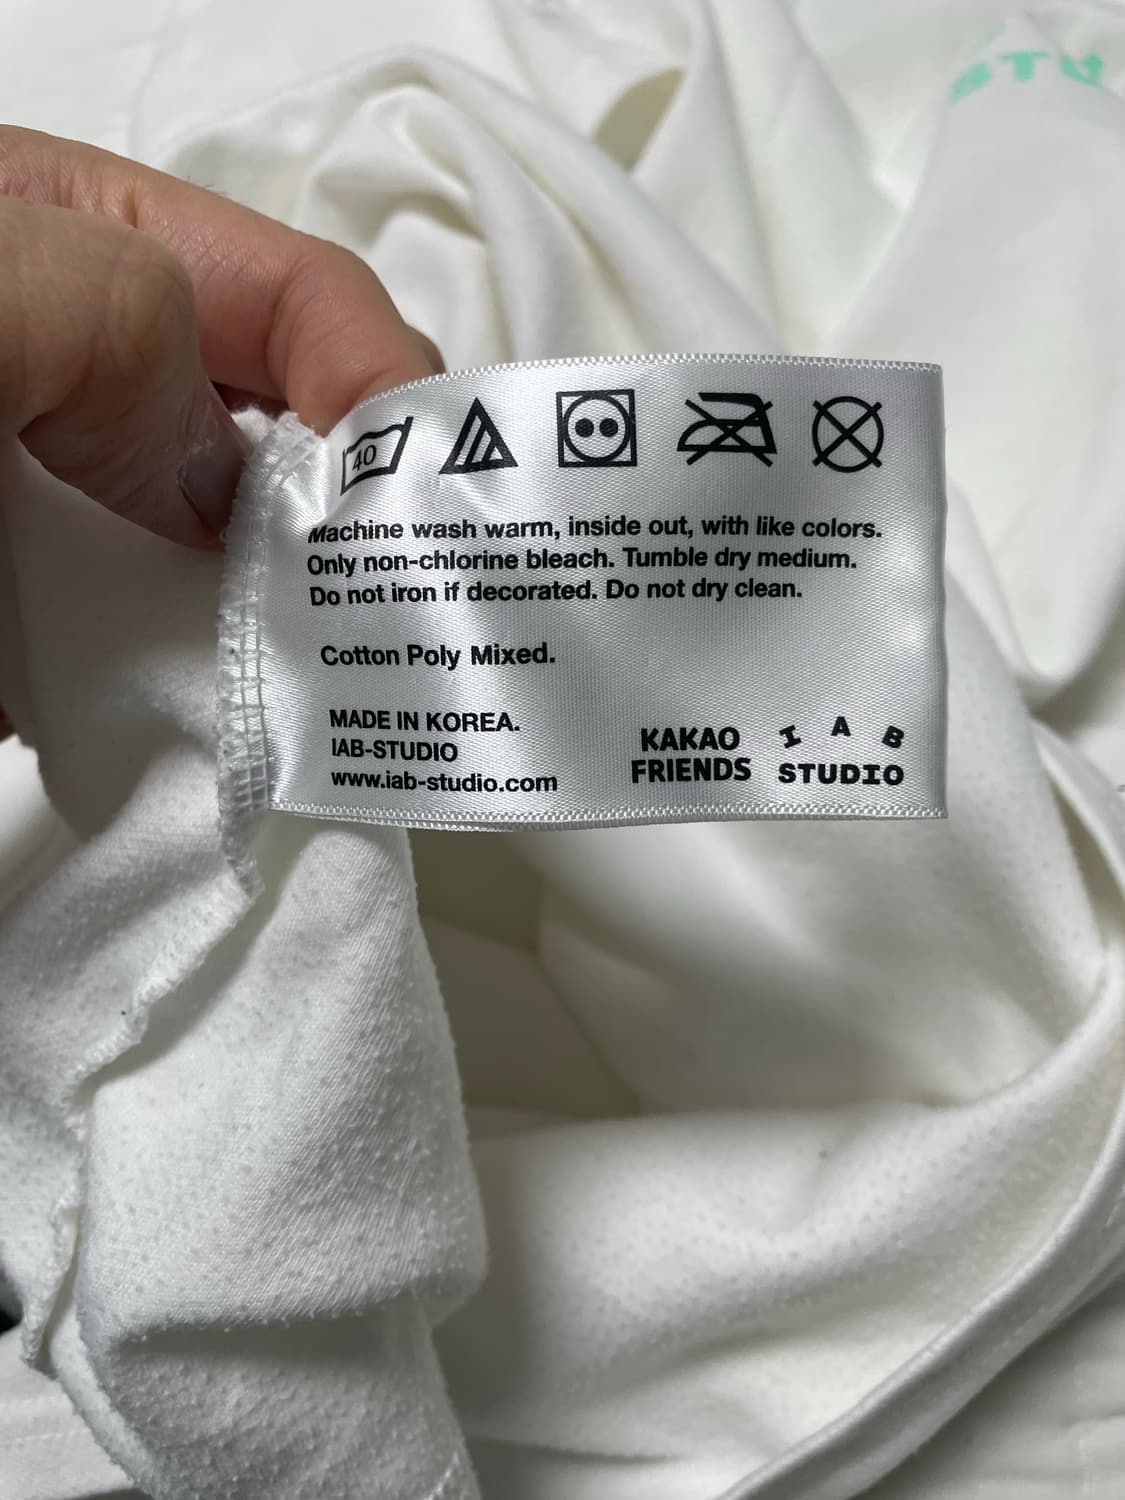 STU
40
Machine wash warm, inside out, with like colors.
Only non-chlorine bleach. Tumble dry medium.
Do not iron if decorated. Do not dry clean.
Cotton Poly Mixed.
MADE IN KOREA.
IAB-STUDIO
www.iab-studio.com
KAKAO
FRIENDS
IAB
STUDIO